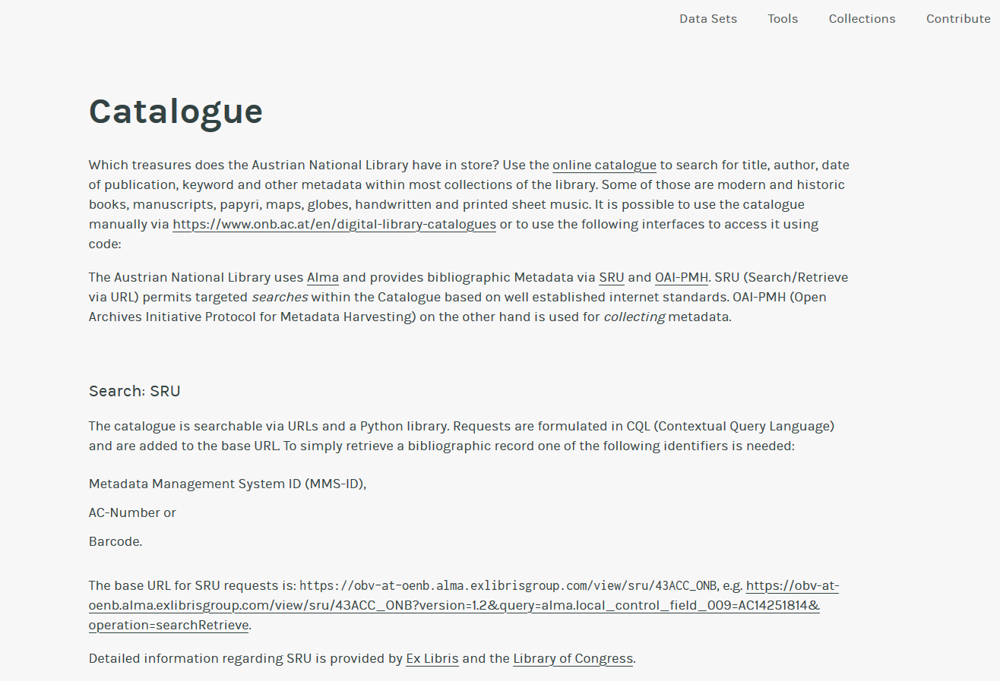 Data Sets Tools Collections Contribute
Catalogue
Which treasures does the Austrian National Library have in store? Use the online catalogue to search for title, author, date
of publication, keyword and other metadata within most collections of the library. Some of those are modern and historic
books, manuscripts, papyri, maps, globes, handwritten and printed sheet music. It is possible to use the catalogue
manually via https://www.onb.ac.at/en/digital-library-catalogues or to use the following interfaces to access it using
code:
The Austrian National Library uses Alma and provides bibliographic Metadata via SRU and OAI-PMH. SRU (Search/Retrieve
via URL) permits targeted searches within the Catalogue based on well established internet standards. OAI-PMH (Open
Archives Initiative Protocol for Metadata Harvesting) on the other hand is used for collecting metadata.
Search: SRU
The catalogue is searchable via URLs and a Python library. Requests are formulated in CQL (Contextual Query Language)
and are added to the base URL. To simply retrieve a bibliographic record one of the following identifiers is needed:
Metadata Management System ID (MMS-ID),
AC-Number or
Barcode.
The base URL for SRU requests is: https://obv-at-oenb.alma.exlibrisgroup.com/view/sru/43ACC_ONB, e.g. https://obv-at-
oenb.alma.exlibrisgroup.com/view/sru/43ACC_ONB?version=1.2&query=alma.local_control_field_009=AC14251814&
operation=searchRetrieve.
Detailed information regarding SRU is provided by Ex Libris and the Library of Congress.